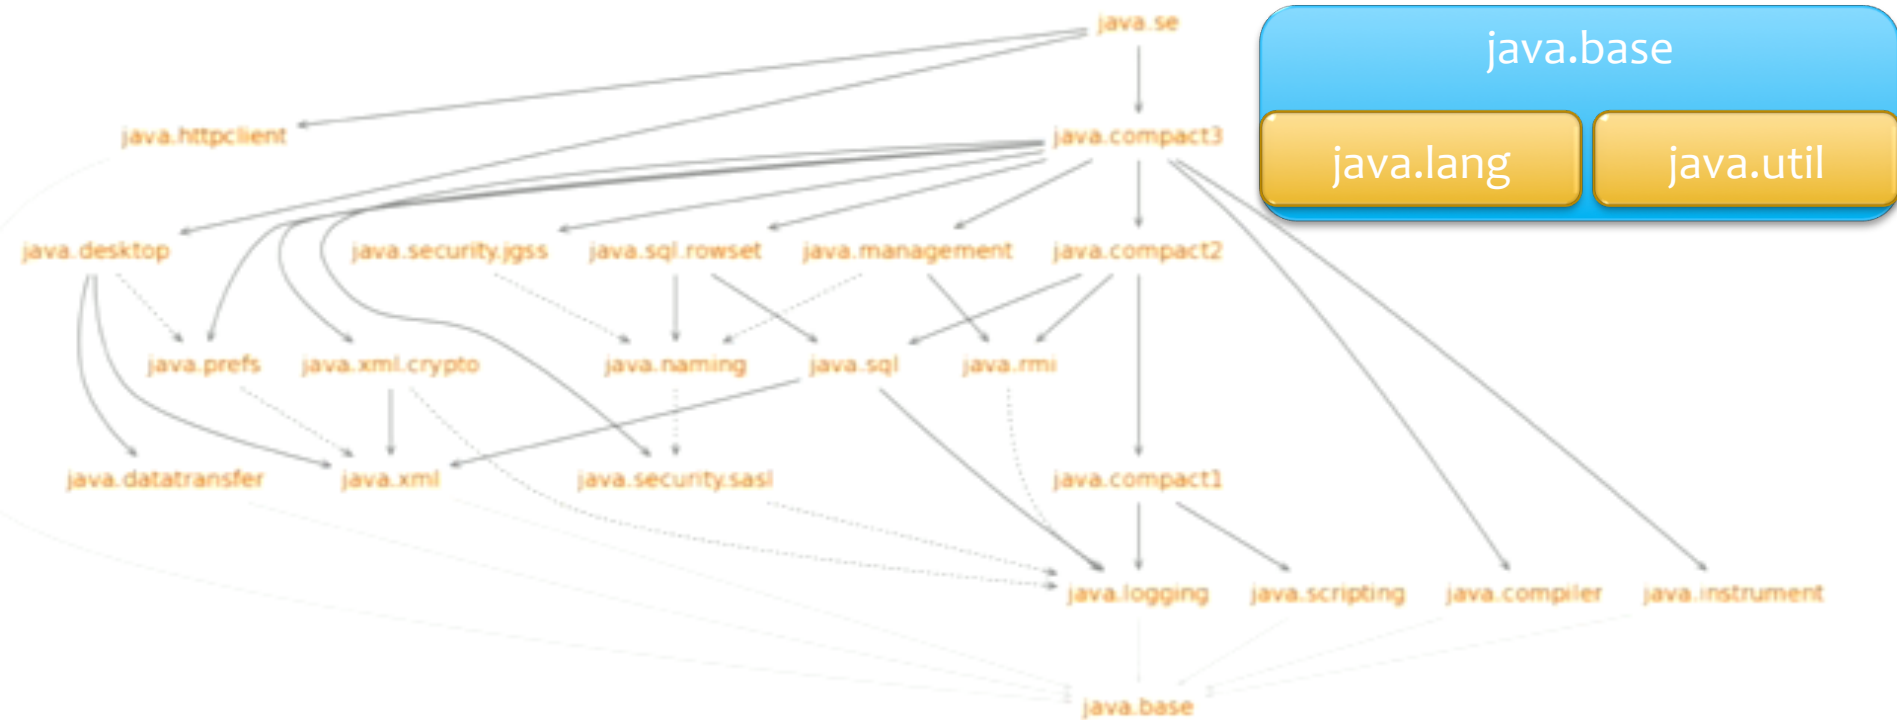 java.se
java.base
java.httpclient
java.compact3
java.lang
java.util
java.desktop
java.security.jgss
java.sql.rowset
java.management
java.compact2
java.prefs
java.xml.crypto
java.naming
java.sql
java.rmi
java.datatransfer
java.xml
java.security.sasl
java.compact1
java.logging
java.scripting
java.compiler
java.instrument
java.base